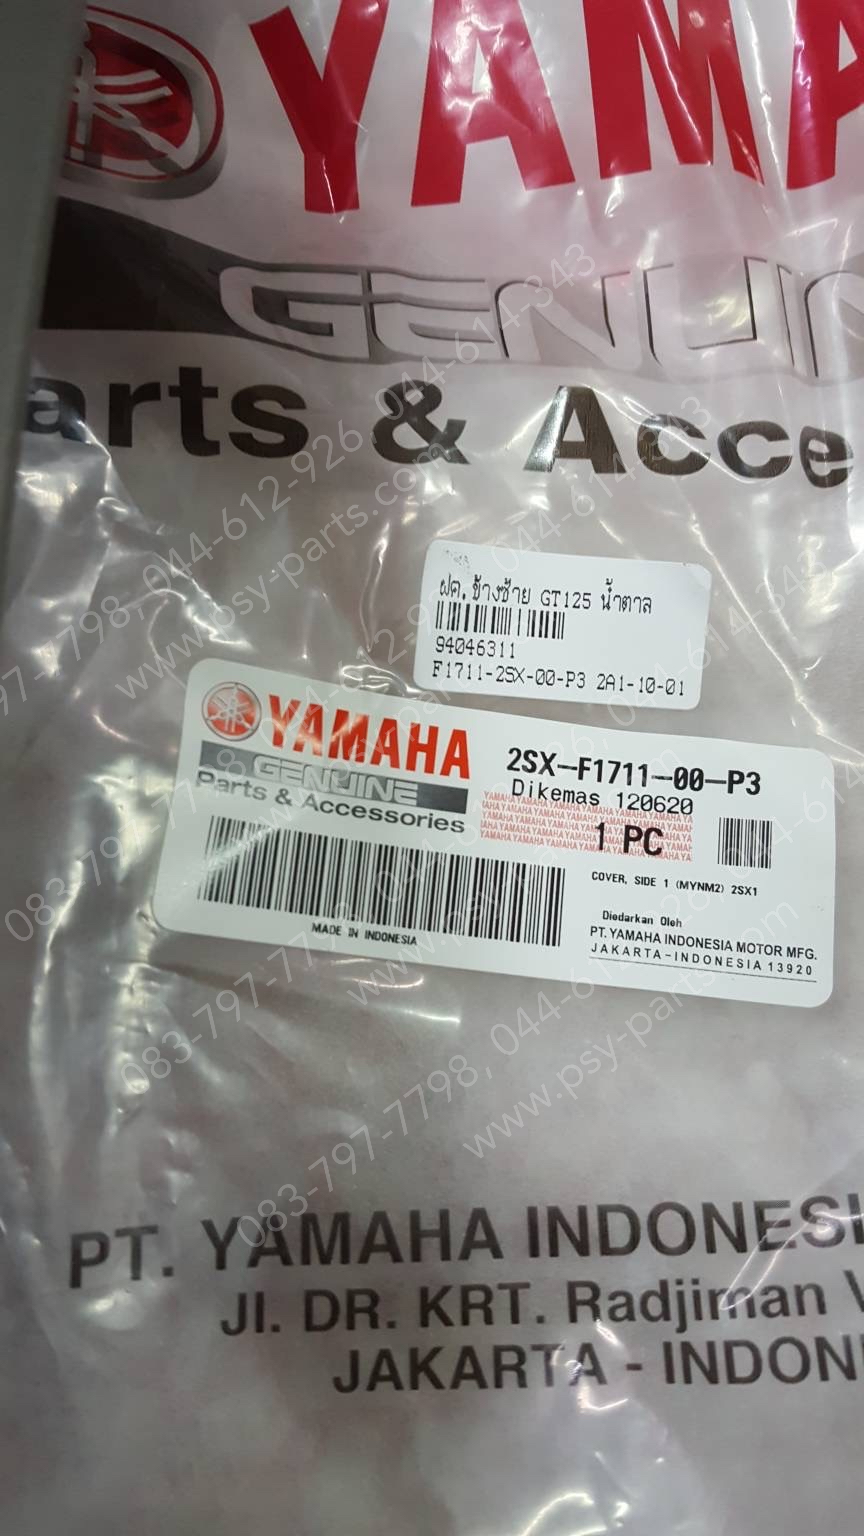 YAMA
GENUIN
arts & Acce
ฝค.ข้างซ้าย GT125 น้ำตาล
94046311
F1711-2SX-00-P3 2A1-10-01
YAMAHA
GENUINE
Parts & Accessories
2SX-F1711-00-P3
Dikemas 120620
1 PC
COVER, SIDE 1 (MYNM2) 2SX1
MADE IN INDONESIA
Diedarkan Oleh
PT. YAMAHA INDONESIA MOTOR MFG.
JAKARTA-INDONESIA 13920
PT. YAMAHA INDONESI
Jl. DR. KRT. Radjiman
JAKARTA - INDON
083-797-7798, 044-612-926, 044-614-343
www.psy-parts.com